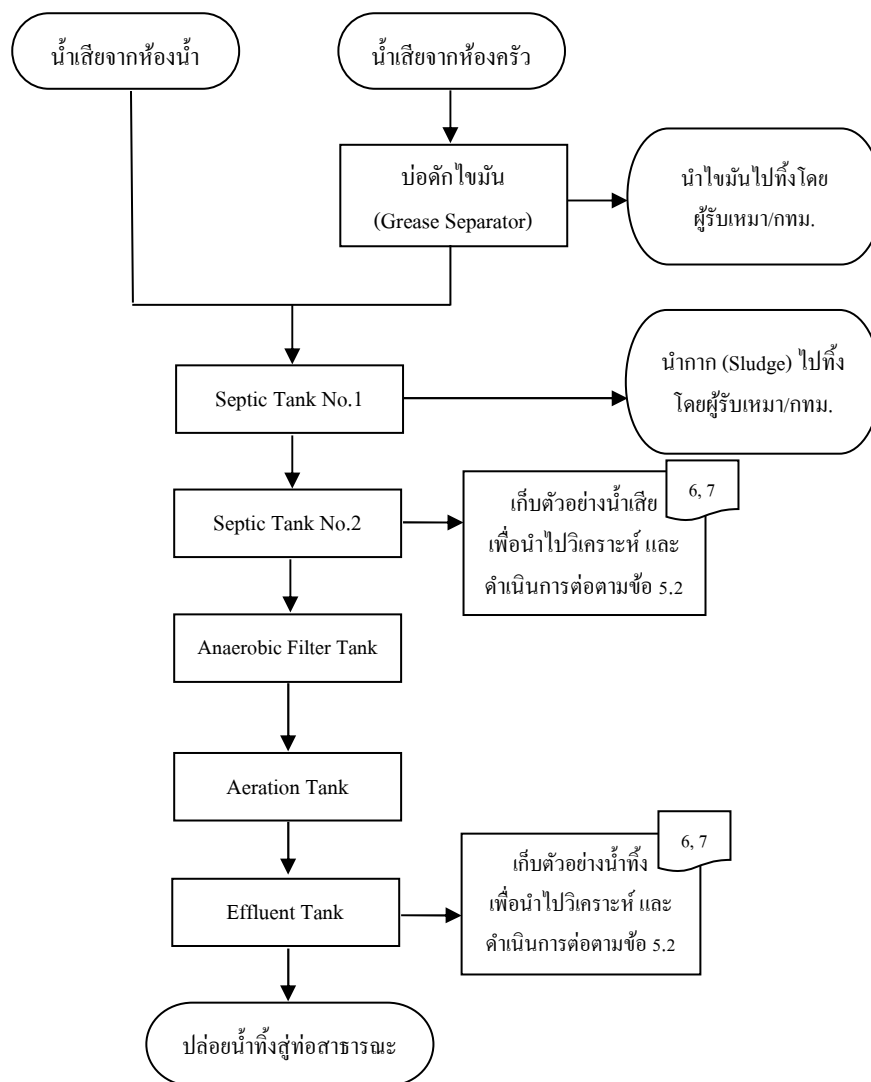 น้ำเสียจากห้องน้ำ
น้ำเสียจากห้องครัว
บ่อดักไขมัน
(Grease Separator)
นำไขมันไปทิ้งโดย
ผู้รับเหมา/กทม.
Septic Tank No.1
นำกาก (Sludge) ไปทิ้ง
โดยผู้รับเหมา/กทม.
Septic Tank No.2
6, 7
เก็บตัวอย่างน้ำเสีย
เพื่อนำไปวิเคราะห์ และ
ดำเนินการต่อตามข้อ 5.2
Anaerobic Filter Tank
Aeration Tank
Effluent Tank
6, 7
เก็บตัวอย่างน้ำทิ้ง
เพื่อนำไปวิเคราะห์ และ
ดำเนินการต่อตามข้อ 5.2
ปล่อยน้ำทิ้งสู่ท่อสาธารณะ